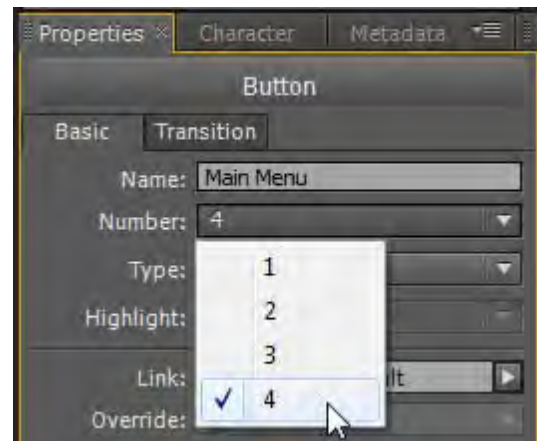 Properties × Character Metadata
Button
Basic Transition
Name: Main Menu
Number: 4
Type:
1
2
Highlight:
3
Link: ult
✓ 4
Override: